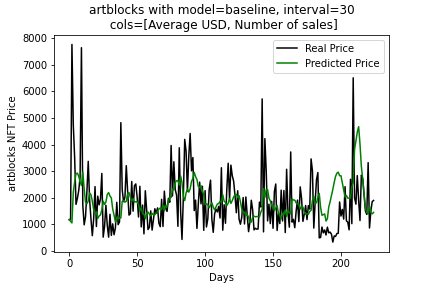 artblocks with model=baseline, interval=30
cols=[Average USD, Number of sales]
Real Price
Predicted Price
artblocks NFT Price
8000
7000
6000
5000
4000
3000
2000
1000
0
0
50
100
150
200
Days